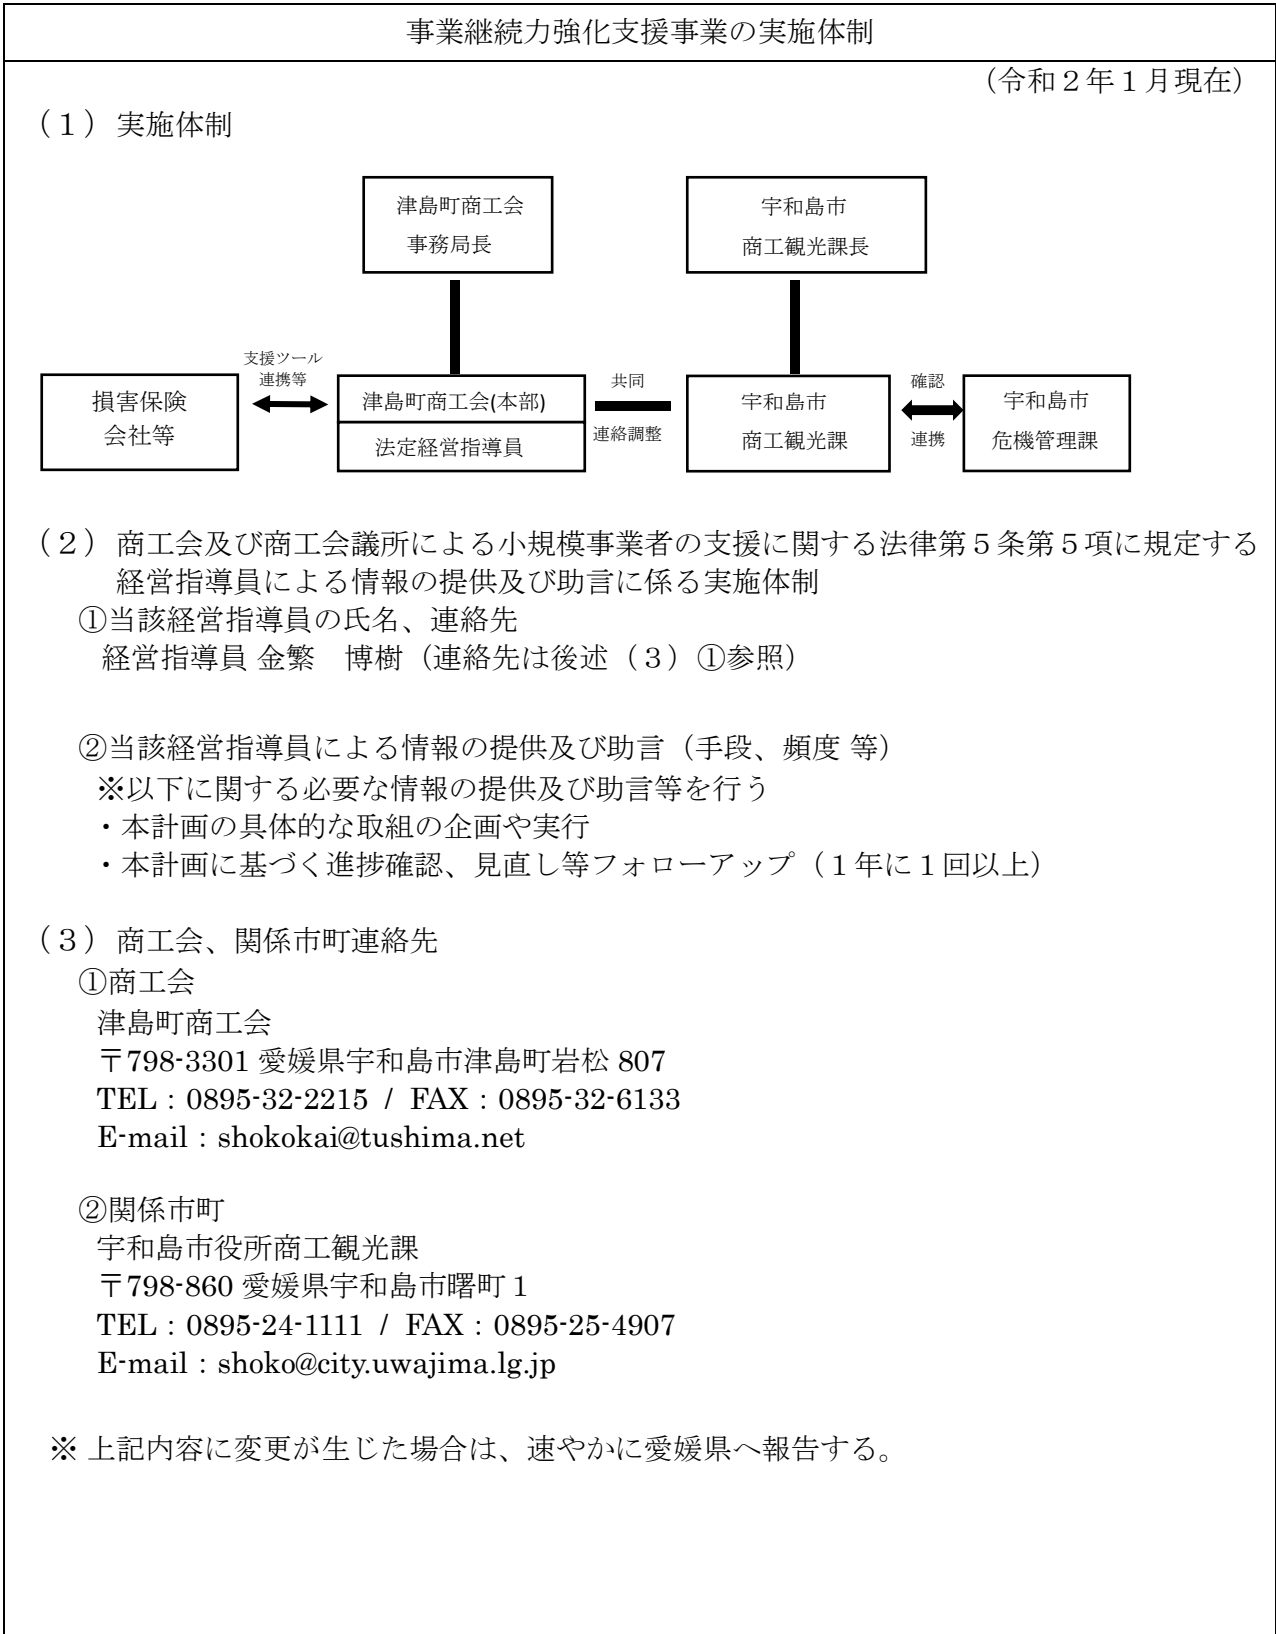 事業継続力強化支援事業の実施体制
（令和２年１月現在）
（１）実施体制
津島町商工会
事務局長
宇和島市
商工観光課長
損害保険
会社等
支援ツール
連携等
津島町商工会(本部)
法定経営指導員
共同
連絡調整
宇和島市
商工観光課
確認
連携
宇和島市
危機管理課
（２）商工会及び商工会議所による小規模事業者の支援に関する法律第５条第５項に規定する
経営指導員による情報の提供及び助言に係る実施体制
①当該経営指導員の氏名、連絡先
経営指導員 金繁　博樹（連絡先は後述（３）①参照）
②当該経営指導員による情報の提供及び助言（手段、頻度 等）
※以下に関する必要な情報の提供及び助言等を行う
・本計画の具体的な取組の企画や実行
・本計画に基づく進捗確認、見直し等フォローアップ（１年に１回以上）
（３）商工会、関係市町連絡先
①商工会
津島町商工会
〒798-3301 愛媛県宇和島市津島町岩松 807
TEL：0895-32-2215 / FAX：0895-32-6133
E-mail：shokokai@tushima.net
②関係市町
宇和島市役所商工観光課
〒798-860 愛媛県宇和島市曙町１
TEL：0895-24-1111 / FAX：0895-25-4907
E-mail：shoko@city.uwajima.lg.jp
※ 上記内容に変更が生じた場合は、速やかに愛媛県へ報告する。